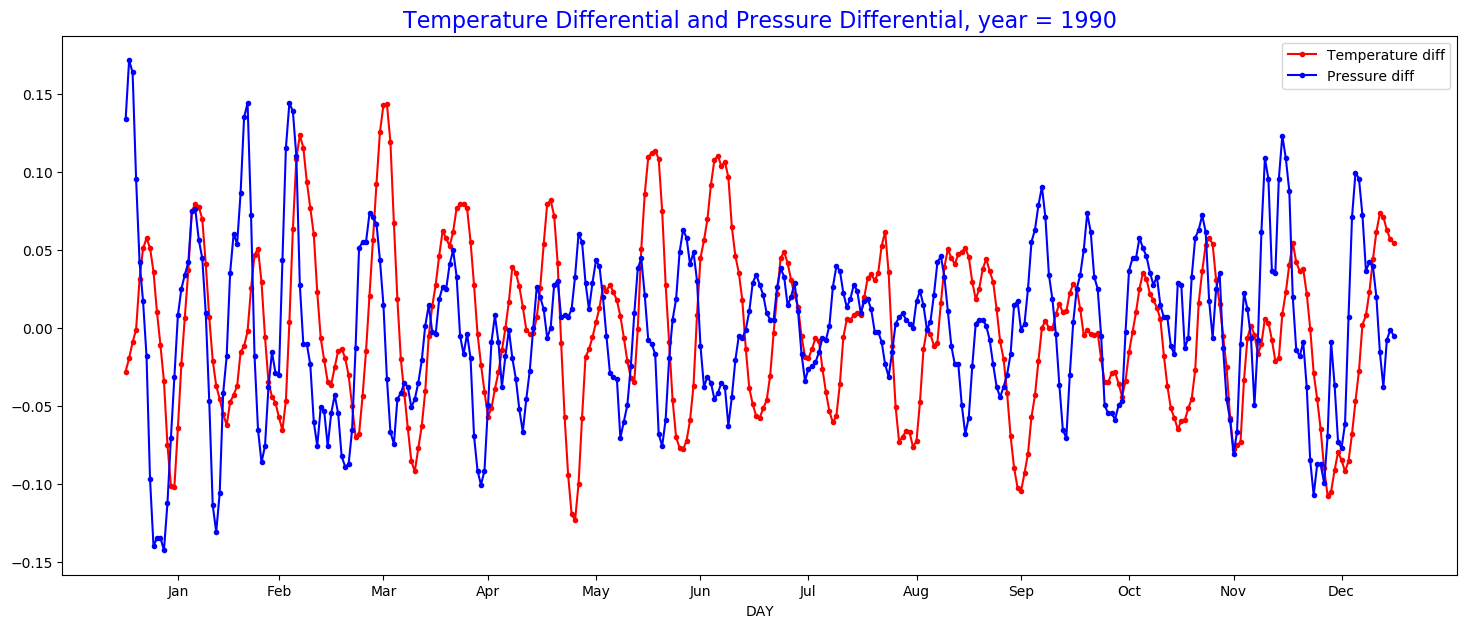 Temperature Differential and Pressure Differential, year = 1990
Temperature diff
Pressure diff
0.15
0.10
0.05
0.00
−0.05
−0.10
−0.15
Jan Feb Mar Apr May Jun Jul Aug Sep Oct Nov Dec
DAY